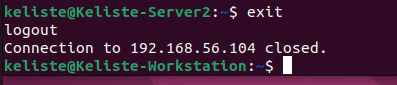 keliste@Keliste-Server2:~$ exit
logout
Connection to 192.168.56.104 closed.
keliste@Keliste-Workstation:~$